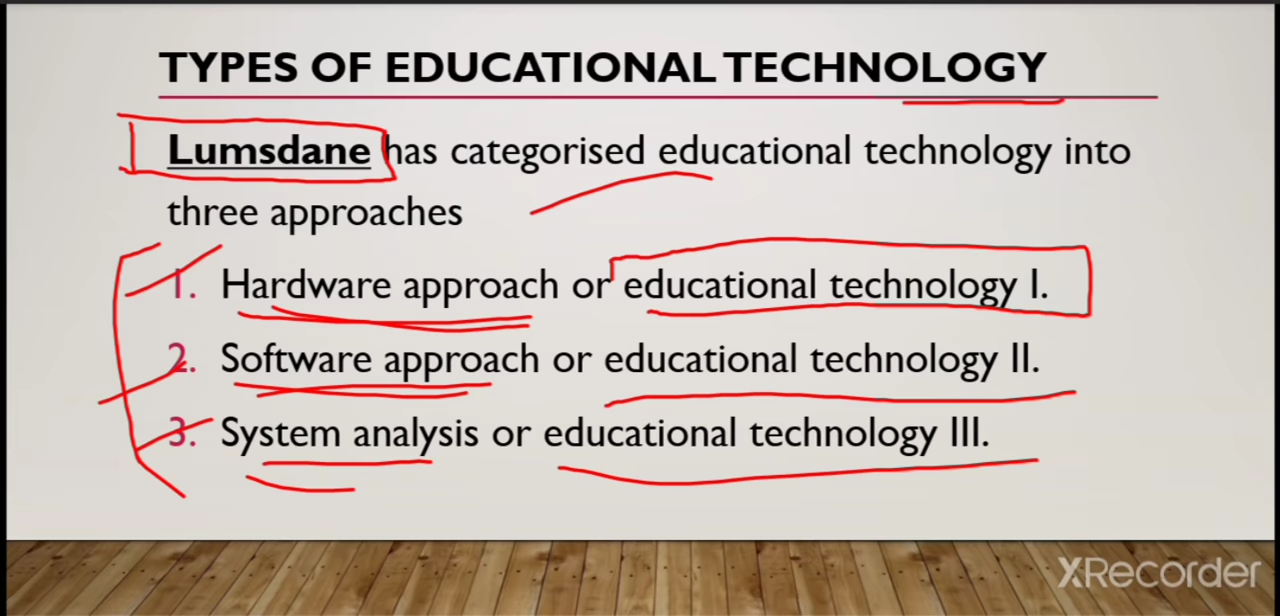 TYPES OF EDUCATIONAL TECHNOLOGY
Lumsdane has categorised educational technology into
three approaches
1. Hardware approach or educational technology I.
2. Software approach or educational technology II.
3. System analysis or educational technology III.
XRecorder